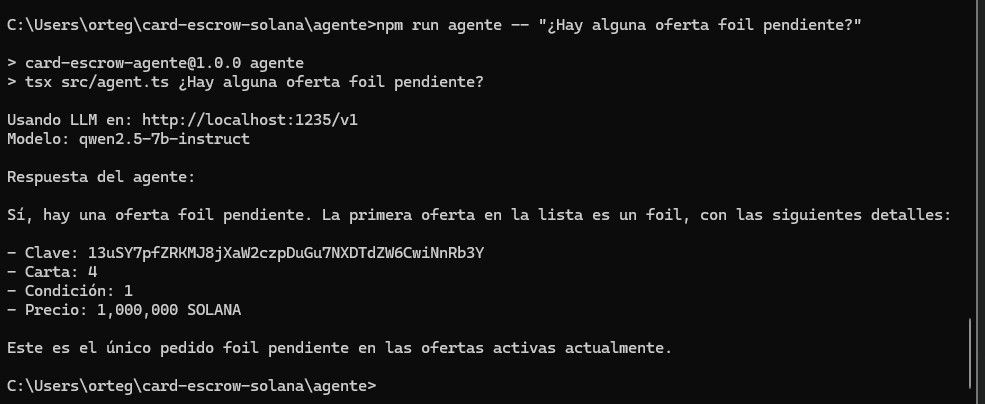 C:\Users\orteg\card-escrow-solana\agente>npm run agente -- "¿Hay alguna oferta foil pendiente?"
> card-escrow-agente@1.0.0 agente
> tsx src/agent.ts ¿Hay alguna oferta foil pendiente?
Usando LLM en: http://localhost:1235/v1
Modelo: qwen2.5-7b-instruct
Respuesta del agente:
Sí, hay una oferta foil pendiente. La primera oferta en la lista es un foil, con las siguientes detalles:
- Clave: 13uSY7pfZRKMJ8jXaW2czpDuGu7NXDTdZW6CwiNnRb3Y
- Carta: 4
- Condición: 1
- Precio: 1,000,000 SOLANA
Este es el único pedido foil pendiente en las ofertas activas actualmente.
C:\Users\orteg\card-escrow-solana\agente>